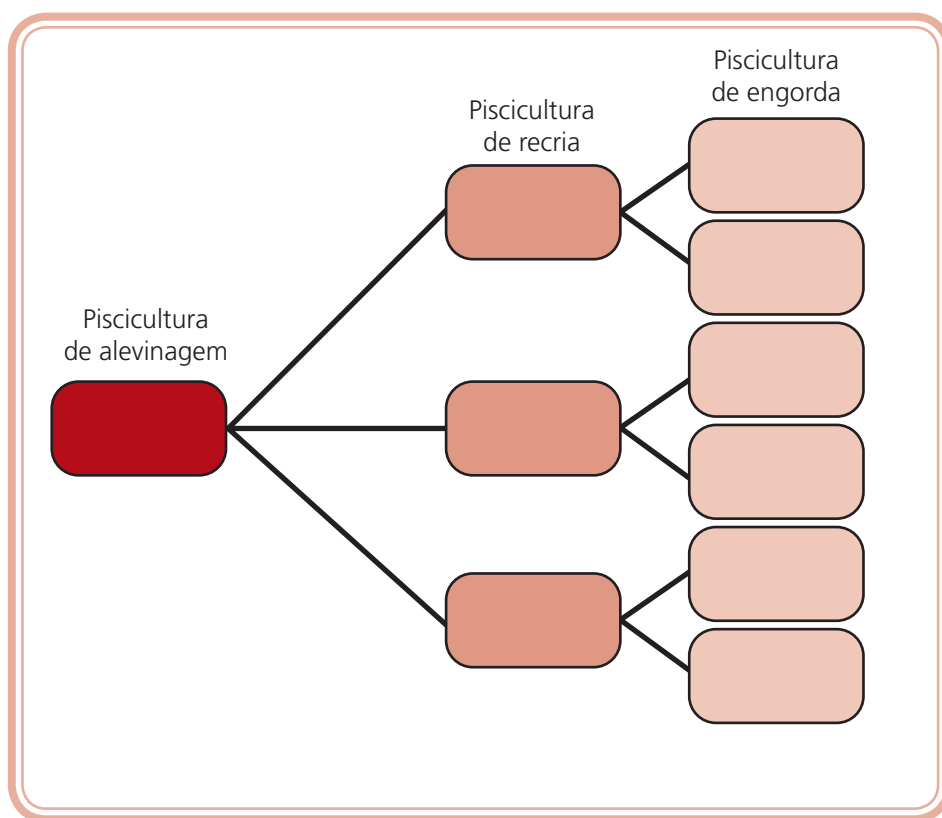 Piscicultura
de engorda
Piscicultura
de recria
Piscicultura
de alevinagem